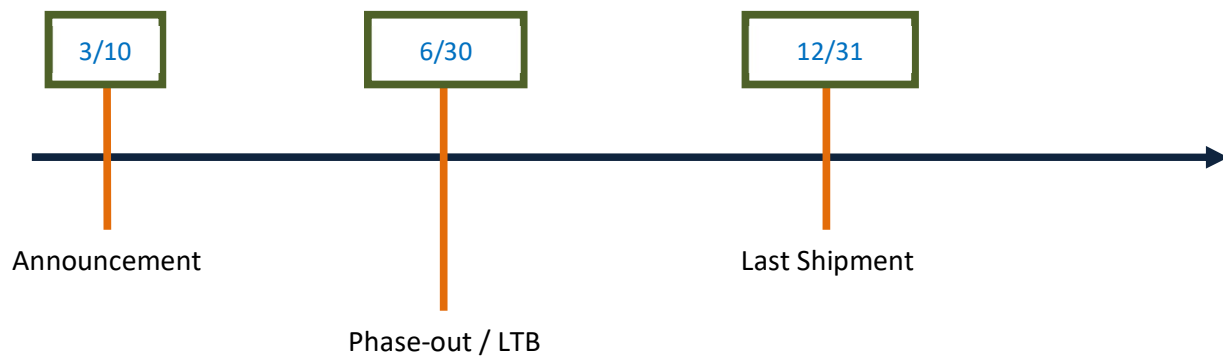 3/10
6/30
12/31
Announcement
Last Shipment
Phase-out / LTB